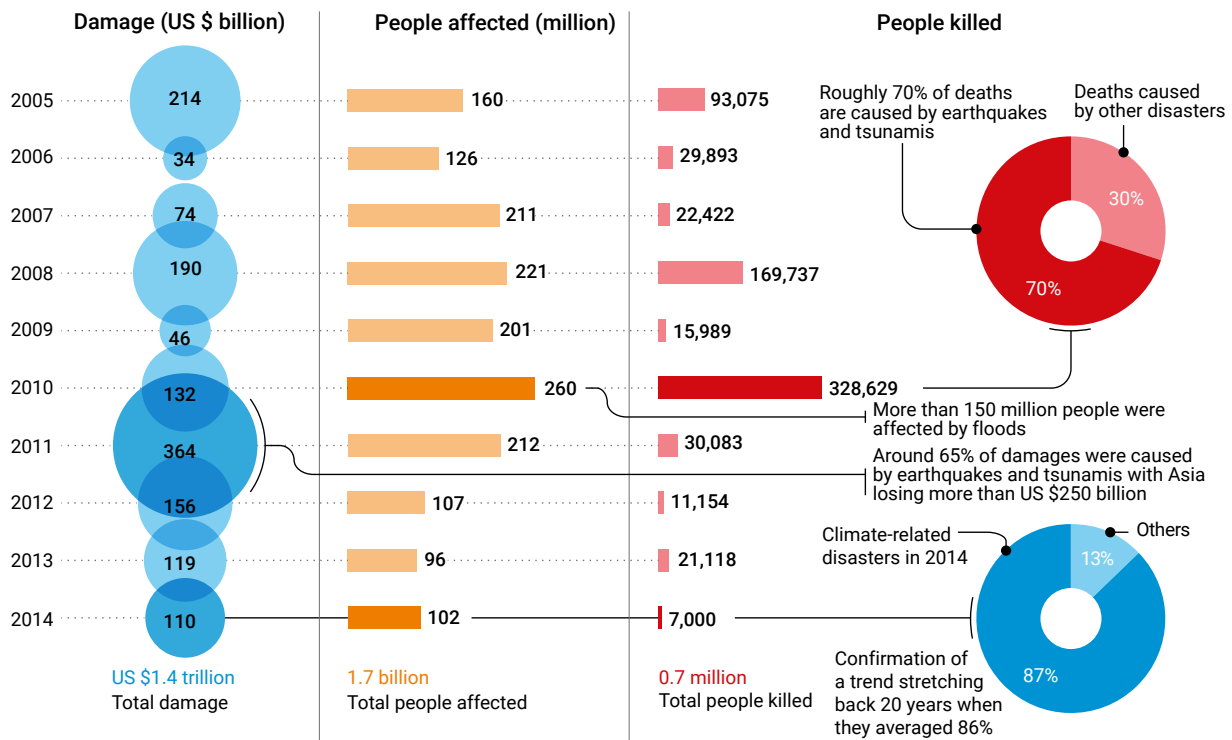 Damage (US $ billion)
People affected (million)
People killed
2005
214
160
93,075
2006
34
126
29,893
2007
74
211
22,422
2008
190
221
169,737
2009
46
201
15,989
2010
132
260
328,629
2011
364
212
30,083
2012
156
107
11,154
2013
119
96
21,118
2014
110
102
7,000
US $1.4 trillion
Total damage
1.7 billion
Total people affected
0.7 million
Total people killed
Roughly 70% of deaths
are caused by earthquakes
and tsunamis
Deaths caused
by other disasters
30%
70%
More than 150 million people were
affected by floods
Around 65% of damages were caused
by earthquakes and tsunamis with Asia
losing more than US $250 billion
Climate-related
disasters in 2014
Others
13%
87%
Confirmation of
a trend stretching
back 20 years when
they averaged 86%